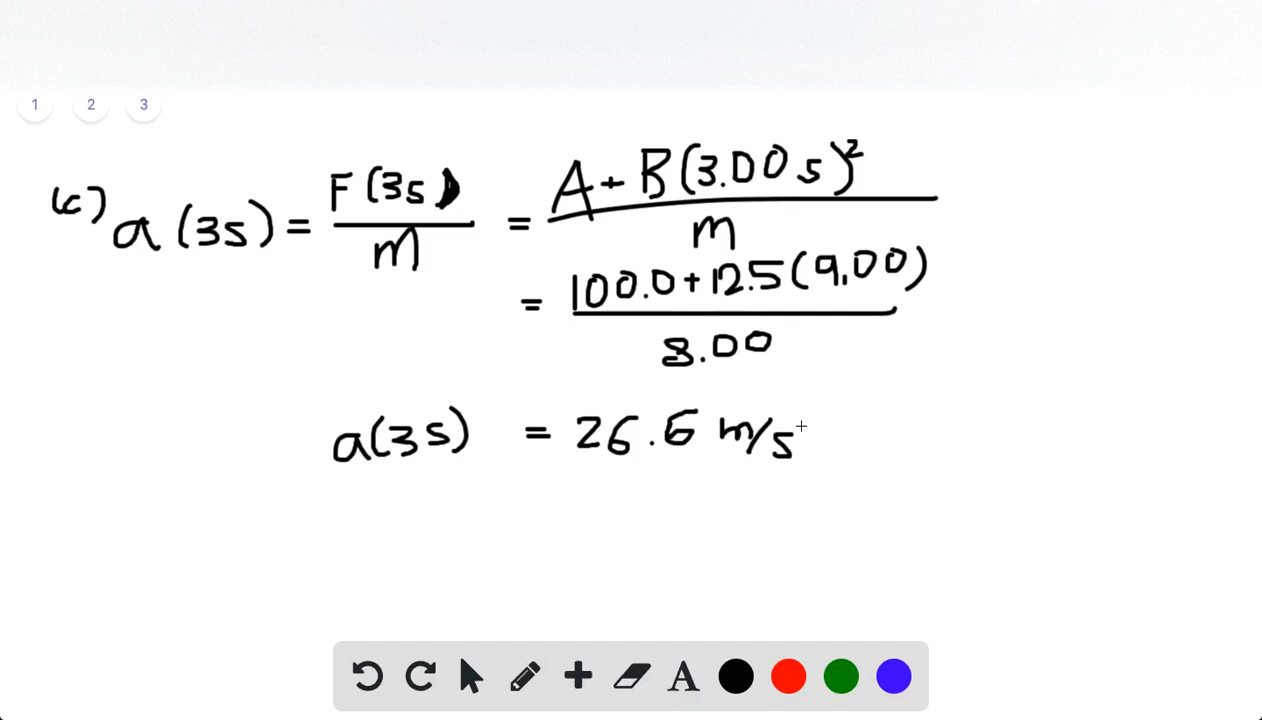 1 2 3
(c) a(3s) = F(3s) / m = A + B(3.00 s)² / m
= 100.0 + 12.5(9.00) / 8.00
a(3s) = 26.6 m/s
A